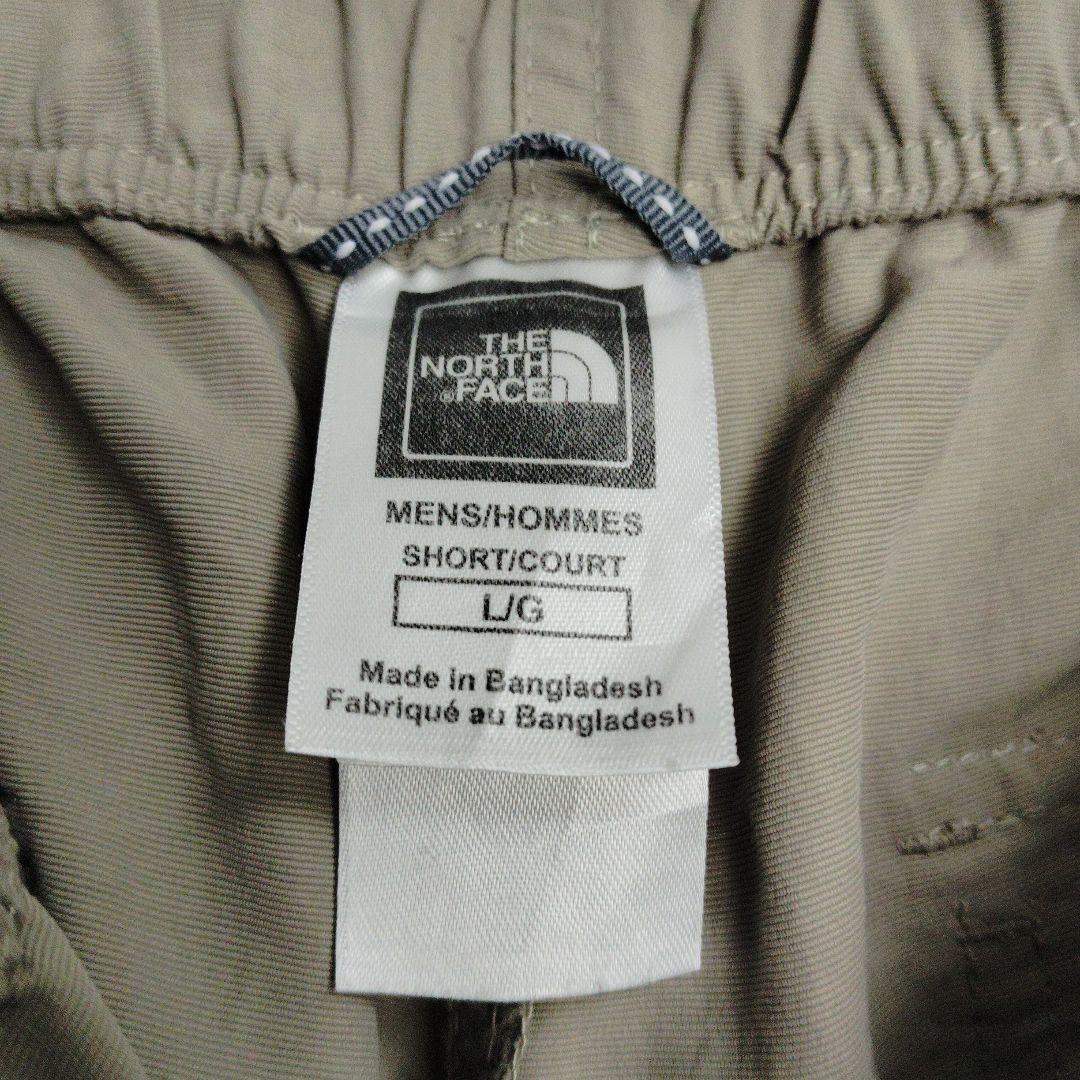 THE
NORTH
®FACE
MENS/HOMMES
SHORT/COURT
L/G
Made in Bangladesh
Fabriqué au Bangladesh